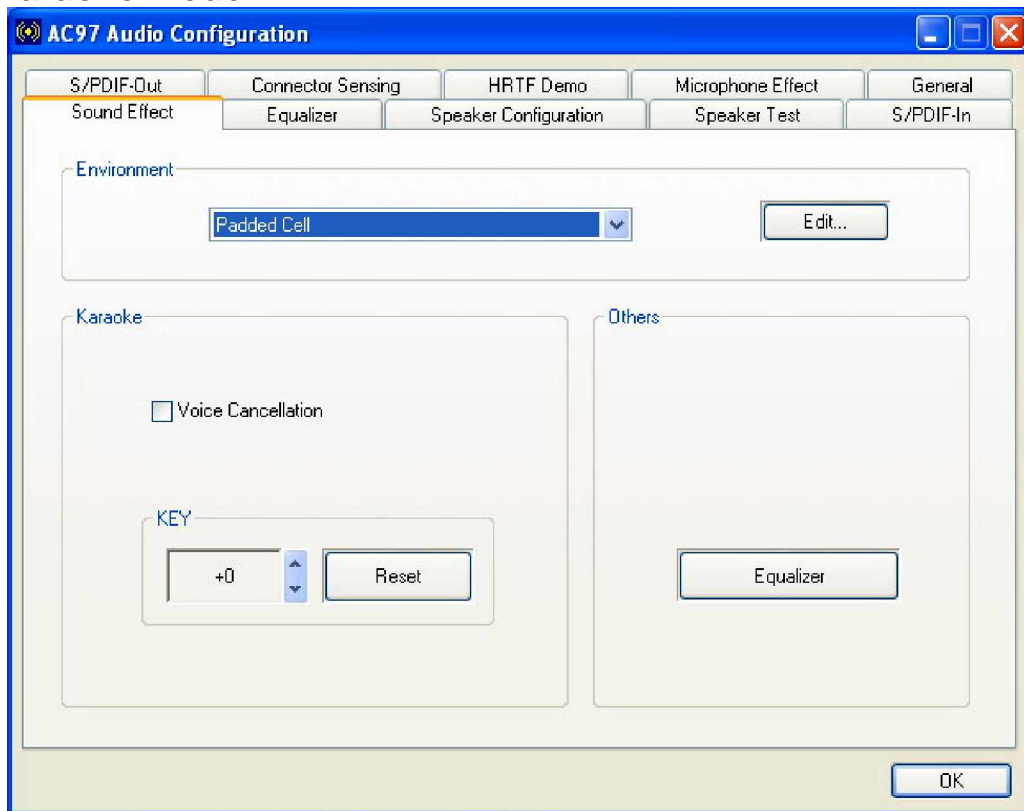 AC97 Audio Configuration
S/PDIF-Out Connector Sensing HRTF Demo Microphone Effect General
Sound Effect Equalizer Speaker Configuration Speaker Test S/PDIF-In
Environment
Padded Cell Edit...
Karaoke Others
Voice Cancellation
KEY
+0 Reset Equalizer
OK